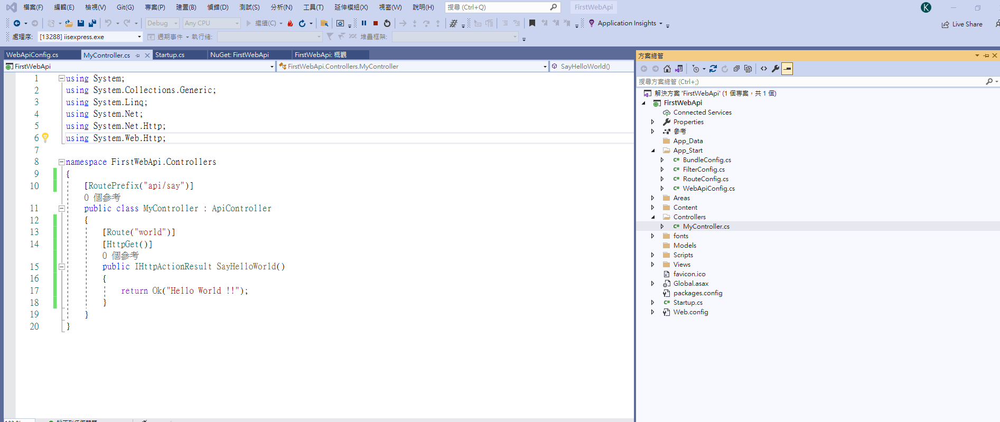 檔案(F) 編輯(E) 檢視(V) Git(G) 專案(P) 建置(B) 偵錯(D) 測試(S) 分析(N) 工具(T) 延伸模組(X) 視窗(W) 說明(H) 搜尋 (Ctrl+Q) FirstWebApi K
Debug Any CPU 繼續(C) Application Insights Live Share
處理序: [13288] iisexpress.exe 週期事件 執行緒: 堆疊框架:
WebApiConfig.cs MyController.cs Startup.cs NuGet: FirstWebApi FirstWebApi: 概觀
FirstWebApi FirstWebApi.Controllers.MyController SayHelloWorld()
1 using System;
2 using System.Collections.Generic;
3 using System.Linq;
4 using System.Net;
5 using System.Net.Http;
6 using System.Web.Http;
7
8 namespace FirstWebApi.Controllers
9 {
10 [RoutePrefix("api/say")]
0 個參考
11 public class MyController : ApiController
12 {
13 [Route("world")]
14 [HttpGet()]
0 個參考
15 public IHttpActionResult SayHelloWorld()
16 {
17 return Ok("Hello World !!");
18 }
19 }
20 }
方案總管
搜尋方案總管 (Ctrl+;)
解決方案 'FirstWebApi' (1 個專案，共 1 個)
FirstWebApi
Connected Services
Properties
參考
App_Data
App_Start
C# BundleConfig.cs
C# FilterConfig.cs
C# RouteConfig.cs
C# WebApiConfig.cs
Areas
Content
Controllers
C# MyController.cs
fonts
Models
Scripts
Views
favicon.ico
Global.asax
packages.config
C# Startup.cs
Web.config